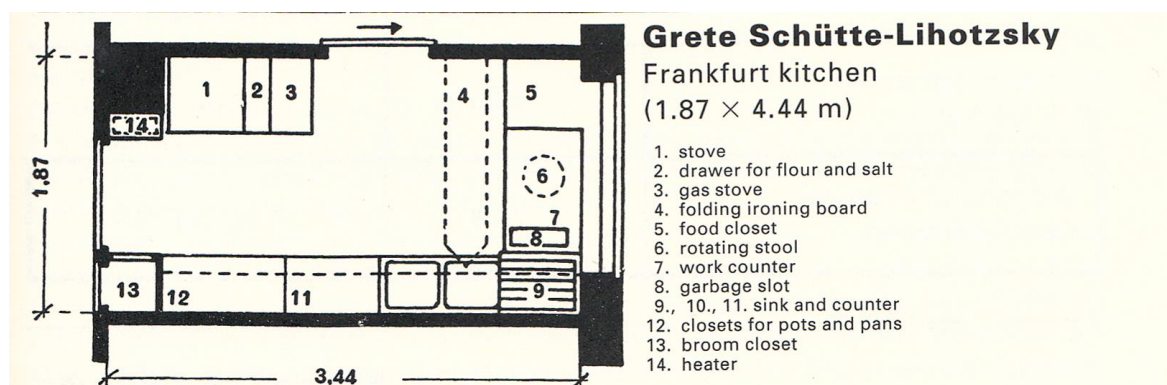 Grete Schütte-Lihotzsky
Frankfurt kitchen
(1.87 × 4.44 m)
1. stove
2. drawer for flour and salt
3. gas stove
4. folding ironing board
5. food closet
6. rotating stool
7. work counter
8. garbage slot
9., 10., 11. sink and counter
12. closets for pots and pans
13. broom closet
14. heater
1 2 3 4 5
14
6
7
8
13 12 11 9
1.87
3,44